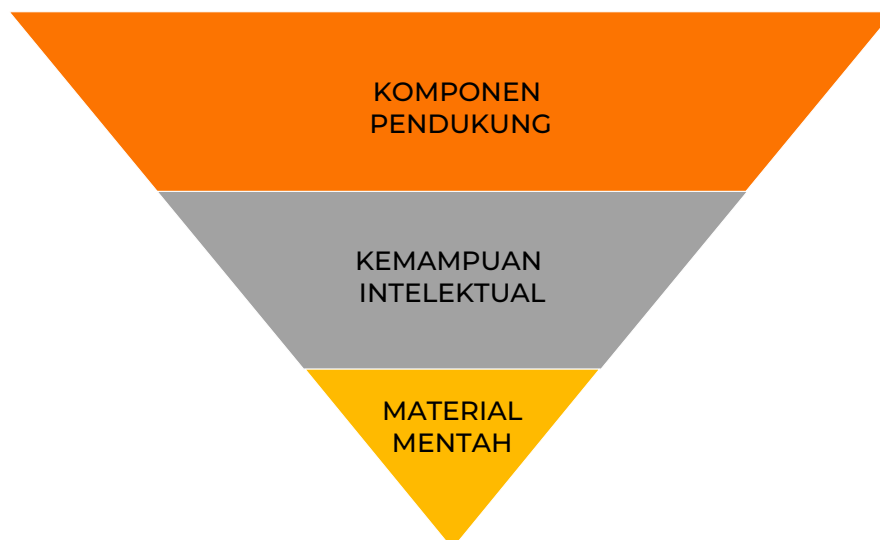 KOMPONEN
PENDUKUNG
KEMAMPUAN
INTELEKTUAL
MATERIAL
MENTAH